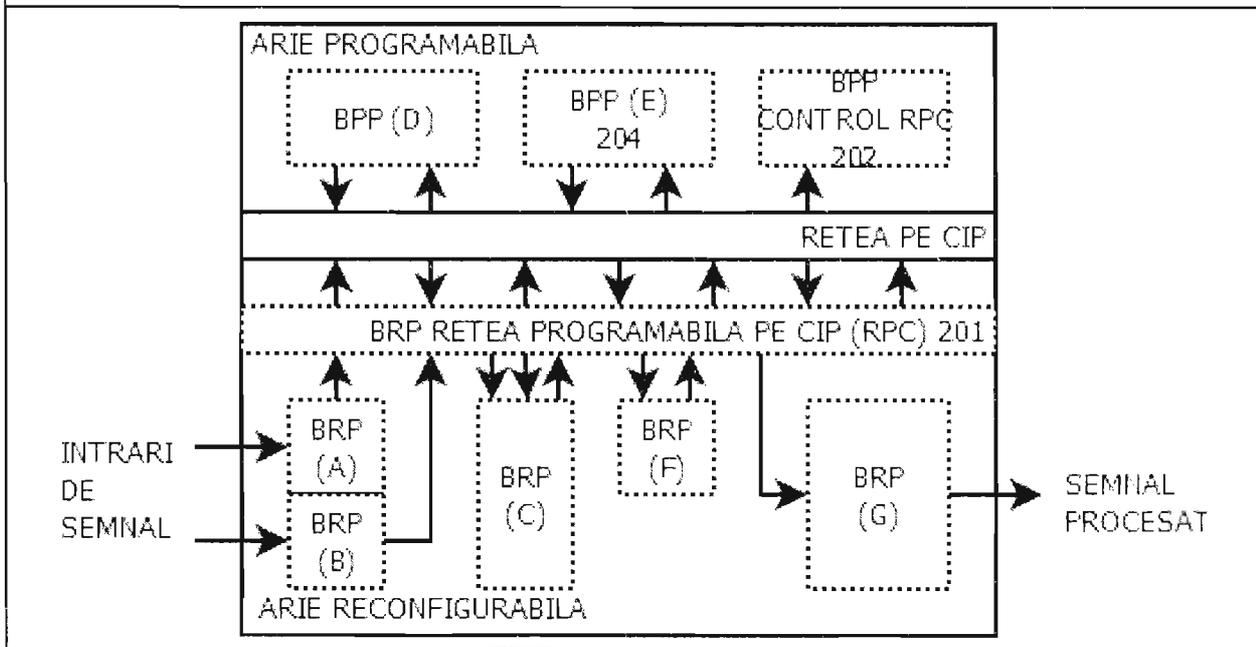 ARIE PROGRAMABILA
BPP (D)
BPP (E)
204
BPP
CONTROL RPC
202
RETEA PE CIP
BRP RETEA PROGRAMABILA PE CIP (RPC) 201
INTRARI
DE
SEMNAL
BRP
(A)
BRP
(B)
BRP
(C)
BRP
(F)
BRP
(G)
SEMNAL
PROCESAT
ARIE RECONFIGURABILA